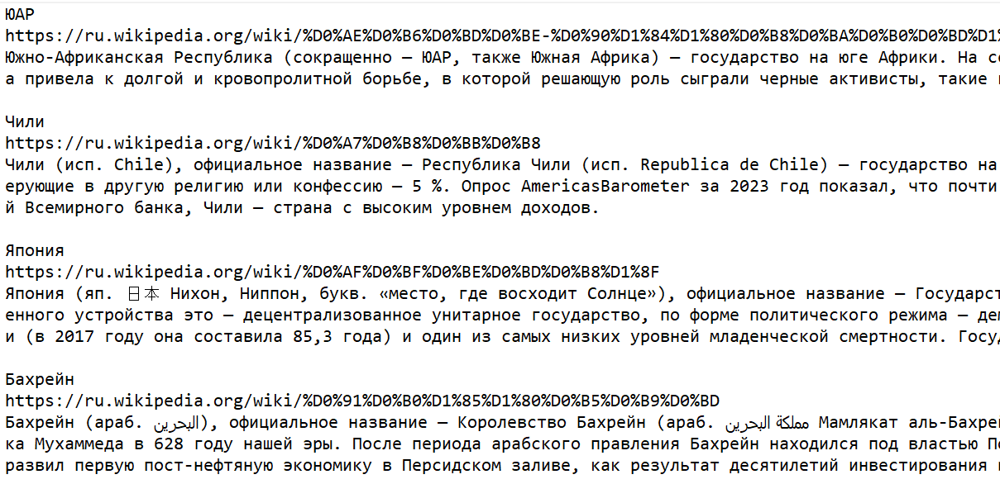 ЮАР
https://ru.wikipedia.org/wiki/%D0%AE%D0%B6%D0%BD%D0%BE-%D0%90%D1%84%D1%80%D0%B8%D0%BA%D0%B0%D0%BD%D1%
Южно-Африканская Республика (сокращенно — ЮАР, также Южная Африка) — государство на юге Африки. На
а привела к долгой и кровопролитной борьбе, в которой решающую роль сыграли черные активисты, такие

Чили
https://ru.wikipedia.org/wiki/%D0%A7%D0%B8%D0%BB%D0%B8
Чили (исп. Chile), официальное название — Республика Чили (исп. Republica de Chile) — государство на
ерующие в другую религию или конфессию — 5 %. Опрос AmericasBarometer за 2023 год показал, что почти
й Всемирного банка, Чили — страна с высоким уровнем доходов.

Япония
https://ru.wikipedia.org/wiki/%D0%AF%D0%BF%D0%BE%D0%BD%D0%B8%D1%8F
Япония (яп. 日本 Нихон, Ниппон, букв. «место, где восходит Солнце»), официальное название — Государст
енного устройства это — децентрализованное унитарное государство, по форме политического режима — де
и (в 2017 году она составила 85,3 года) и один из самых низких уровней младенческой смертности. Госу

Бахрейн
https://ru.wikipedia.org/wiki/%D0%91%D0%B0%D1%85%D1%80%D0%B5%D0%B9%D0%BD
Бахрейн (араб. البحرين), официальное название — Королевство Бахрейн (араб. مملكة البحرين Мамлякат аль-Бахре
ка Мухаммеда в 628 году нашей эры. После периода арабского правления Бахрейн находился под властью П
развил первую пост-нефтяную экономику в Персидском заливе, как результат десятилетий инвестирования